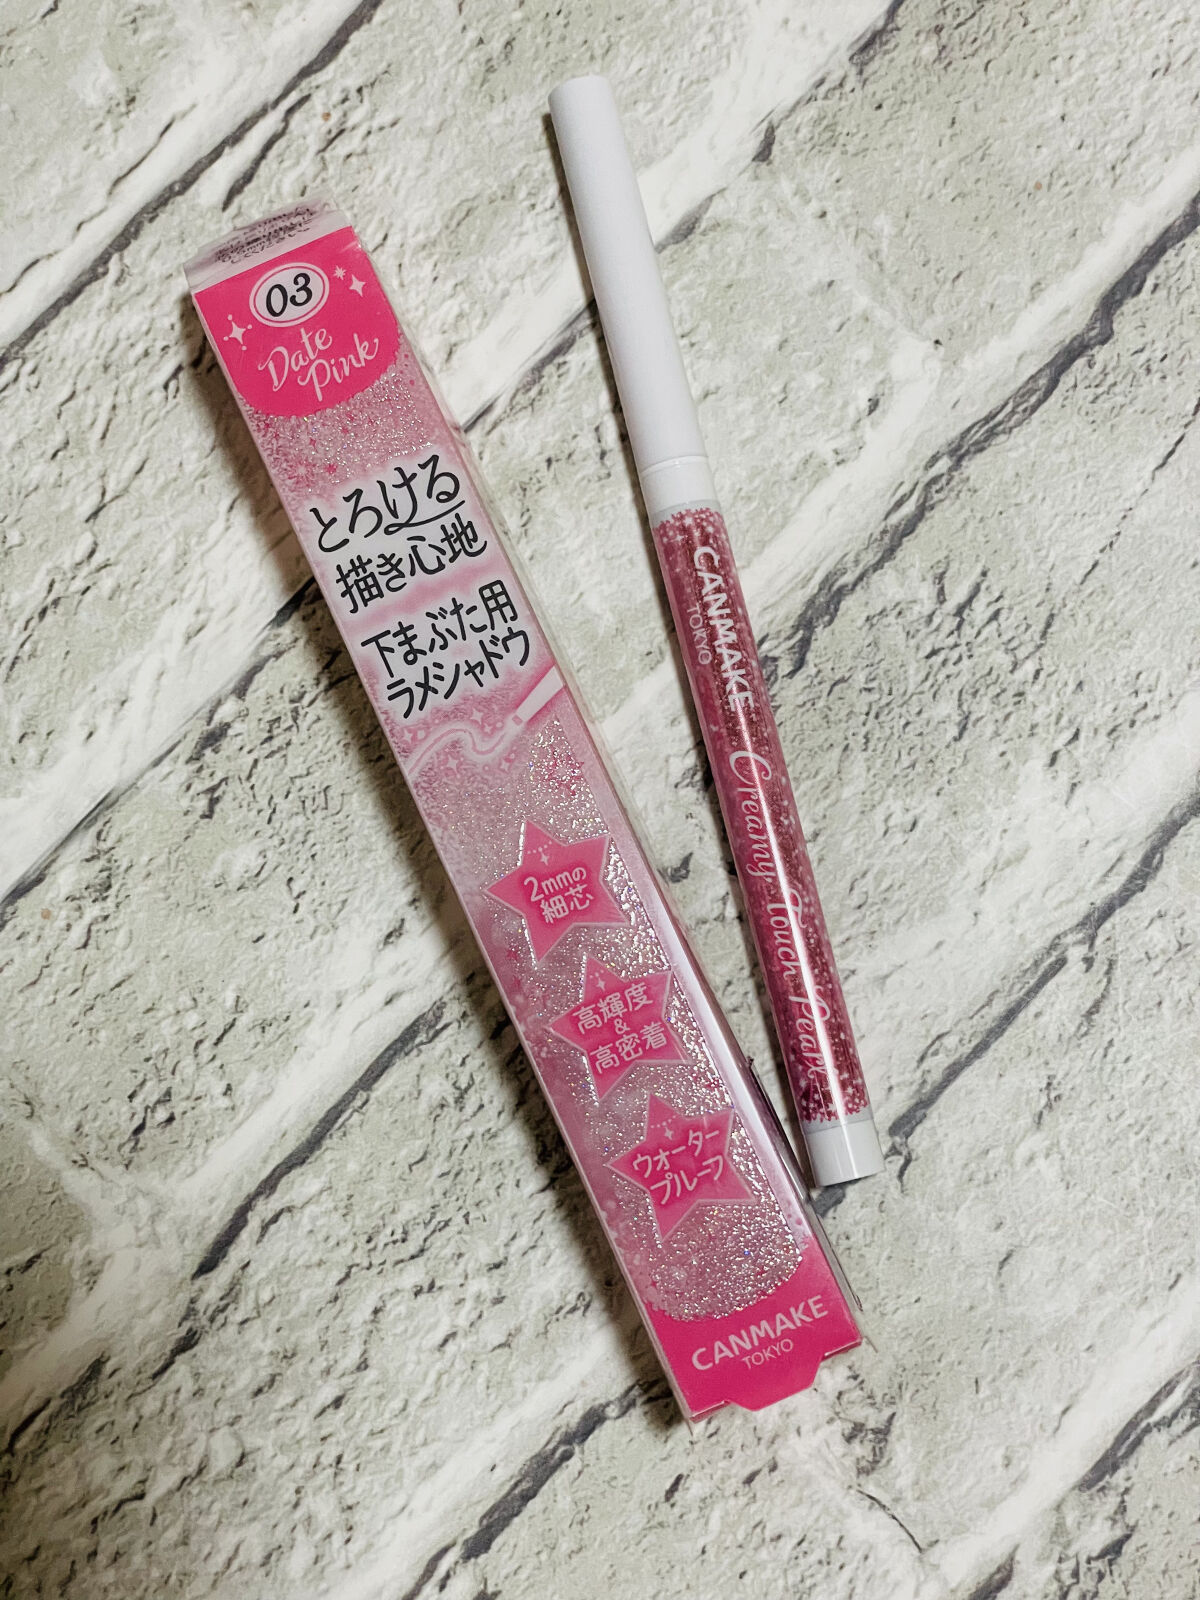 03
Date
Pink
とろける
描き心地
下まぶた用
ラメシャドウ
2mmの
細芯
高輝度
&
高密着
ウォーター
プルーフ
CANMAKE
TOKYO
CANMAKE
TOKYO
Creamy Touch Pearl